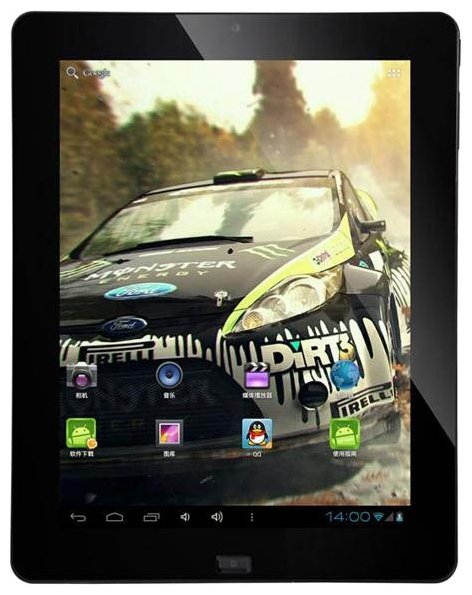 Google
MONSTER
ENERGY
Ford
Ford
PIRELLI
DiRT3
PIRELLI
相机
音乐
媒体播放器
软件下载
图库
QQ
使用指南
14:00